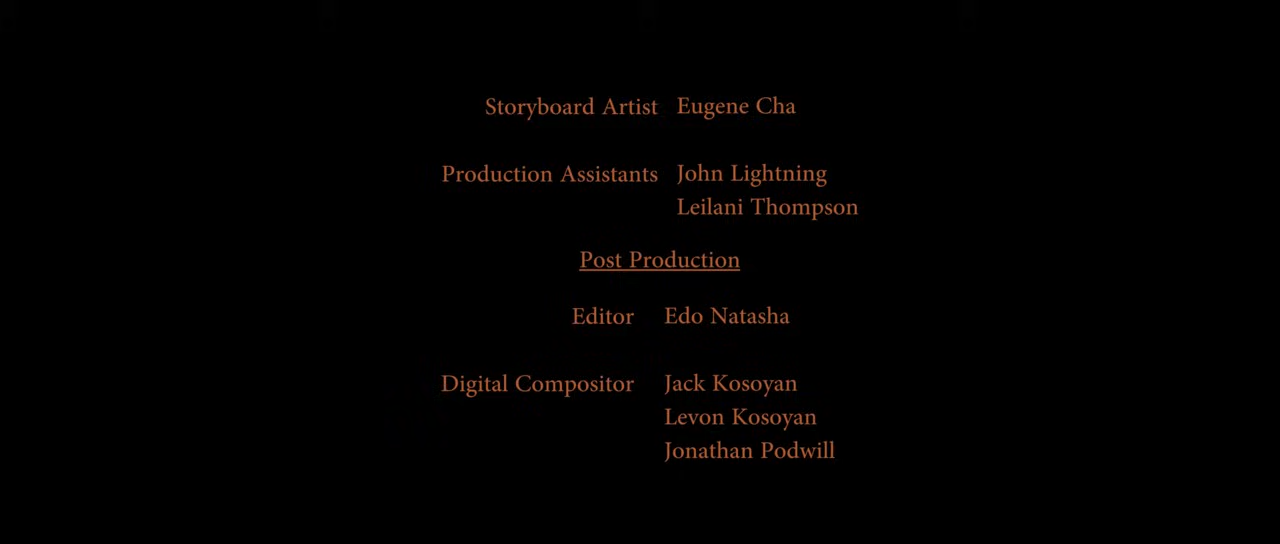 Storyboard Artist Eugene Cha
Production Assistants John Lightning
Leilani Thompson
Post Production
Editor Edo Natasha
Digital Compositor Jack Kosoyan
Levon Kosoyan
Jonathan Podwill